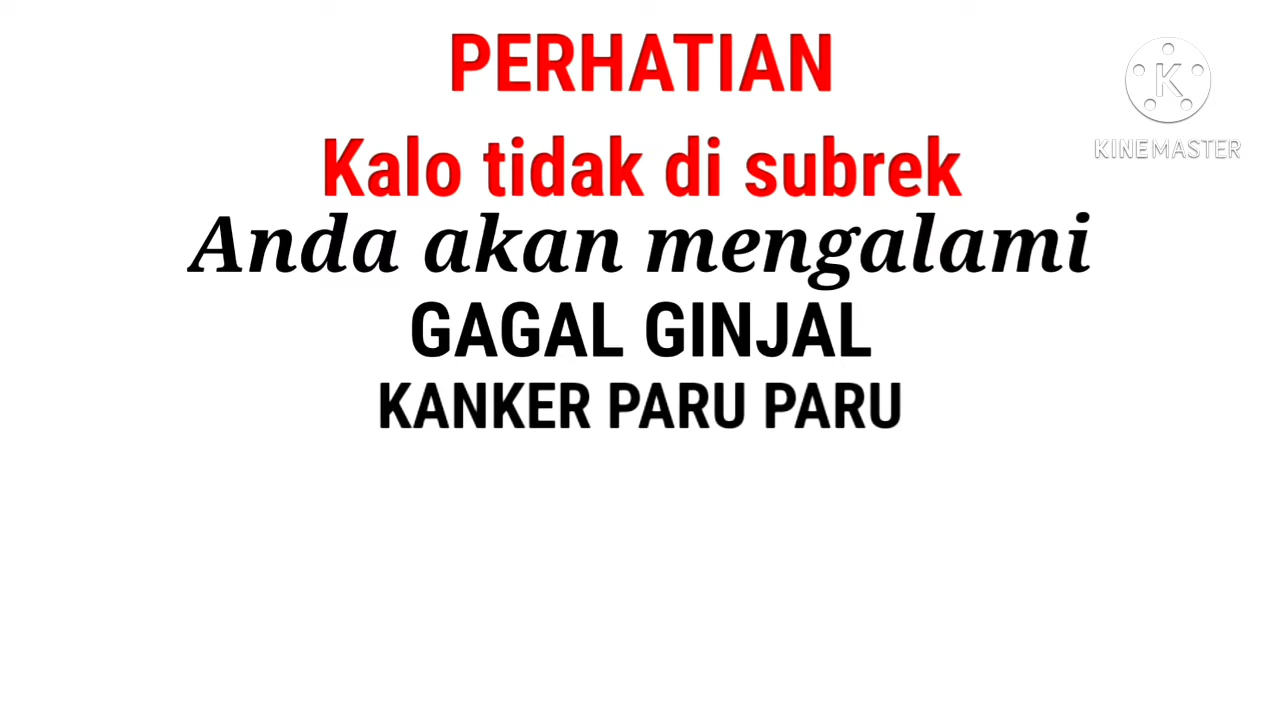 PERHATIAN
Kalo tidak di subrek
Anda akan mengalami
GAGAL GINJAL
KANKER PARU PARU
K
KINEMASTER